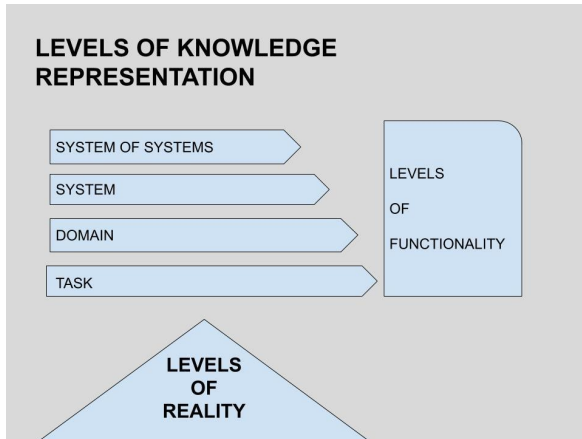 LEVELS OF KNOWLEDGE
REPRESENTATION
SYSTEM OF SYSTEMS
SYSTEM
DOMAIN
TASK
LEVELS
OF
FUNCTIONALITY
LEVELS
OF
REALITY